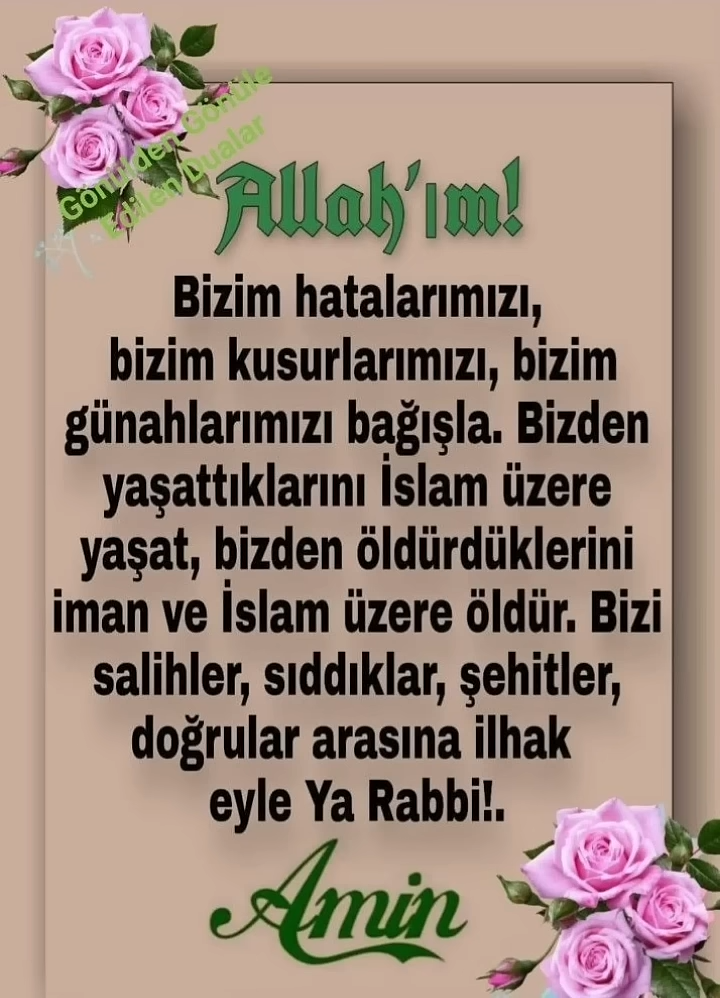 Gönülden Gönüle
Edilen Dualar
Allah'ım!
Bizim hatalarımızı,
bizim kusurlarımızı, bizim
günahlarımızı bağışla. Bizden
yaşattıklarını İslam üzere
yaşat, bizden öldürdüklerini
iman ve İslam üzere öldür. Bizi
salihler, sıddıklar, şehitler,
doğrular arasına ilhak
eyle Ya Rabbi!.
Amin